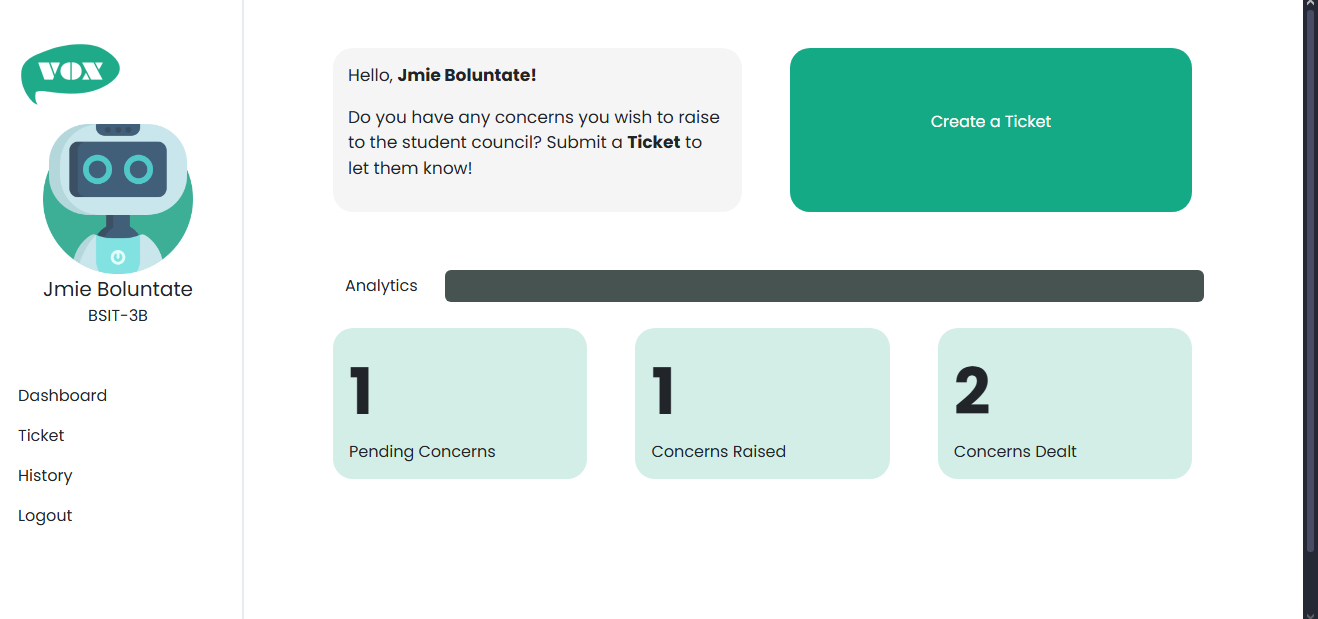 VOX
Jmie Boluntate
BSIT-3B
Dashboard
Ticket
History
Logout
Hello, Jmie Boluntate!
Do you have any concerns you wish to raise
to the student council? Submit a Ticket to
let them know!
Create a Ticket
Analytics
1
Pending Concerns
1
Concerns Raised
2
Concerns Dealt